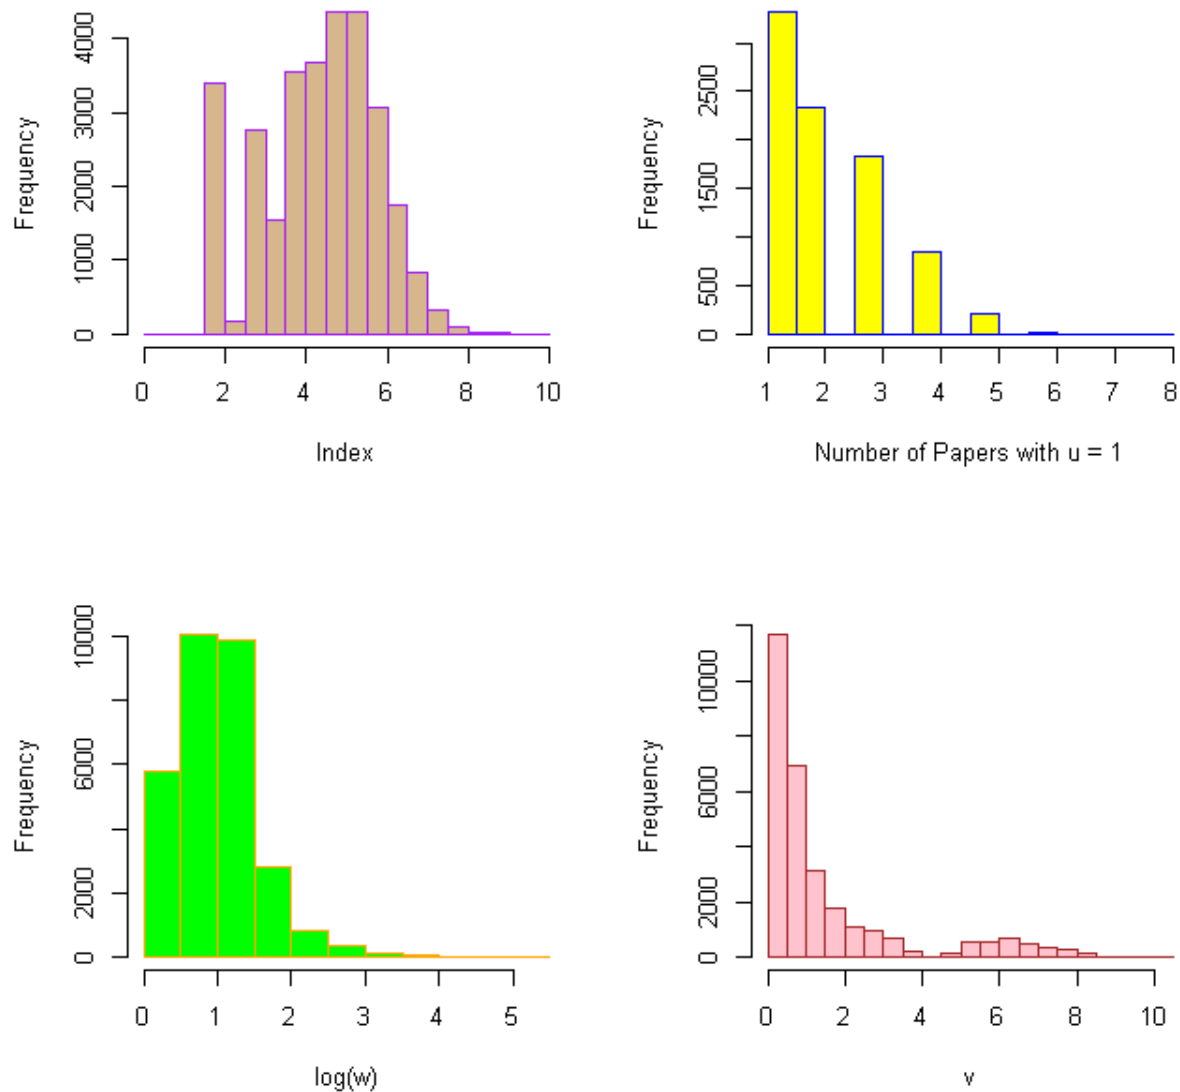 Frequency
4000
3000
2000
1000
0
0 2 4 6 8 10
Index
Frequency
2500
1500
500
0
1 2 3 4 5 6 7 8
Number of Papers with u = 1
Frequency
10000
6000
2000
0
0 1 2 3 4 5
log(w)
Frequency
10000
6000
2000
0
0 2 4 6 8 10
v